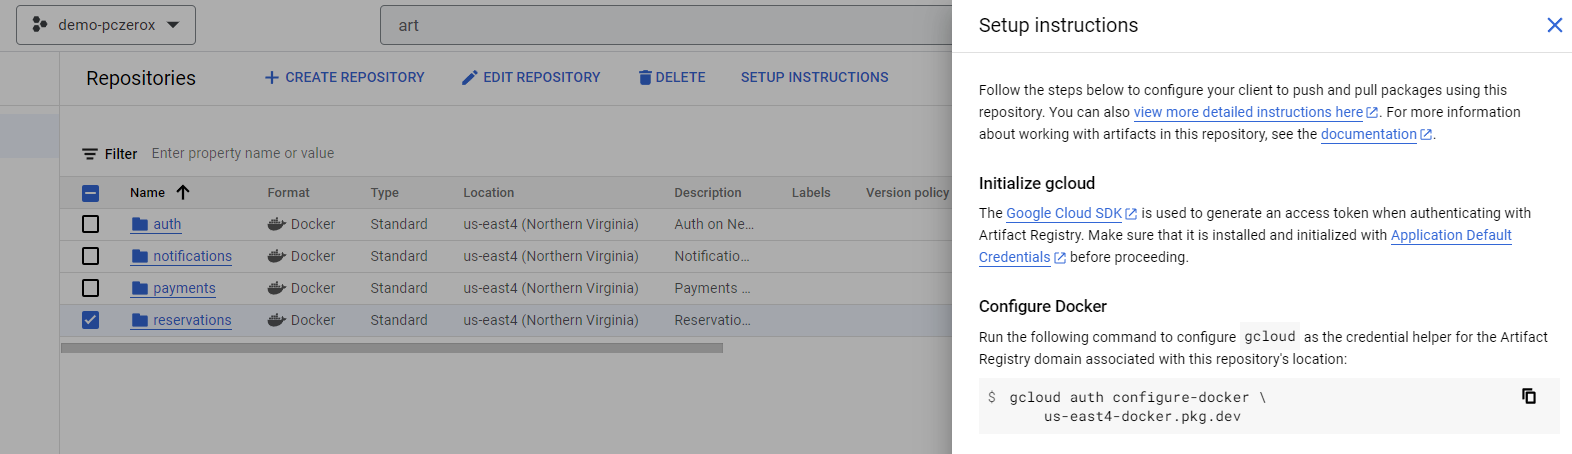 demo-pczerox
art
Repositories
CREATE REPOSITORY
EDIT REPOSITORY
DELETE
SETUP INSTRUCTIONS
Filter Enter property name or value
Name Format Type Location Description Labels Version policy
auth Docker Standard us-east4 (Northern Virginia) Auth on Ne...
notifications Docker Standard us-east4 (Northern Virginia) Notificatio...
payments Docker Standard us-east4 (Northern Virginia) Payments ...
reservations Docker Standard us-east4 (Northern Virginia) Reservatio...
Setup instructions
Follow the steps below to configure your client to push and pull packages using this
repository. You can also view more detailed instructions here. For more information
about working with artifacts in this repository, see the documentation.
Initialize gcloud
The Google Cloud SDK is used to generate an access token when authenticating with
Artifact Registry. Make sure that it is installed and initialized with Application Default
Credentials before proceeding.
Configure Docker
Run the following command to configure gcloud as the credential helper for the Artifact
Registry domain associated with this repository's location:
$ gcloud auth configure-docker \
us-east4-docker.pkg.dev